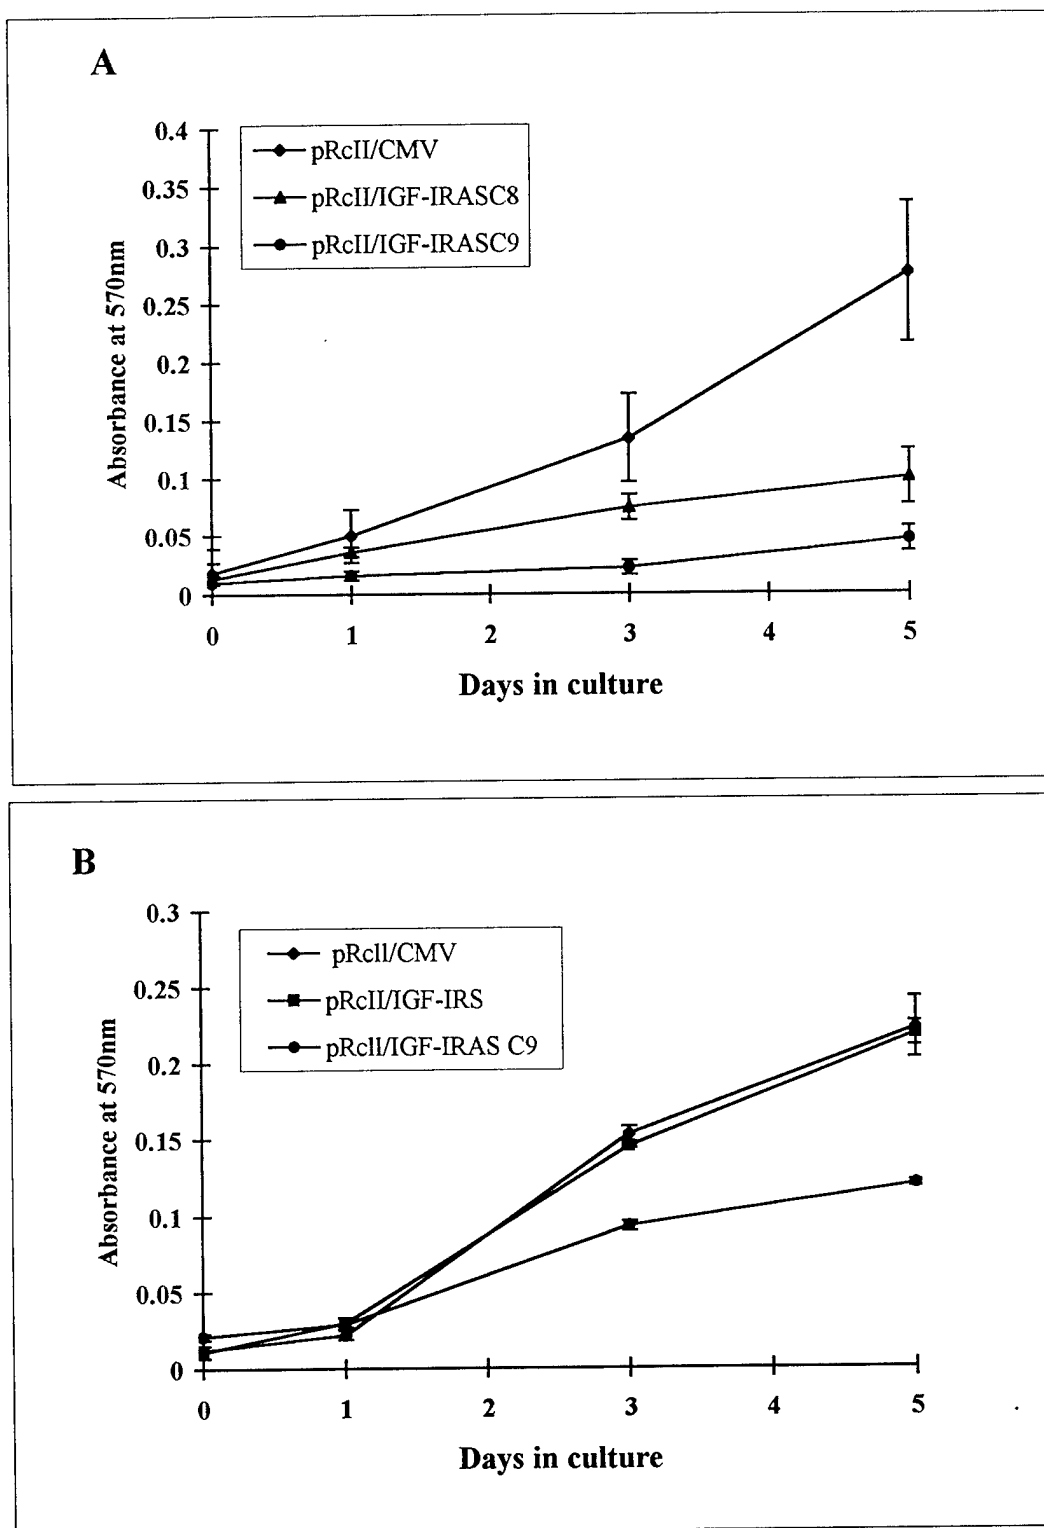 A
0.4
0.35
0.3
0.25
0.2
0.15
0.1
0.05
0
Absorbance at 570nm
pRcII/CMV
pRcII/IGF-IRASC8
pRcII/IGF-IRASC9
0 1 2 3 4 5
Days in culture
B
0.3
0.25
0.2
0.15
0.1
0.05
0
Absorbance at 570nm
pRcll/CMV
pRcII/IGF-IRS
pRcll/IGF-IRAS C9
0 1 2 3 4 5
Days in culture